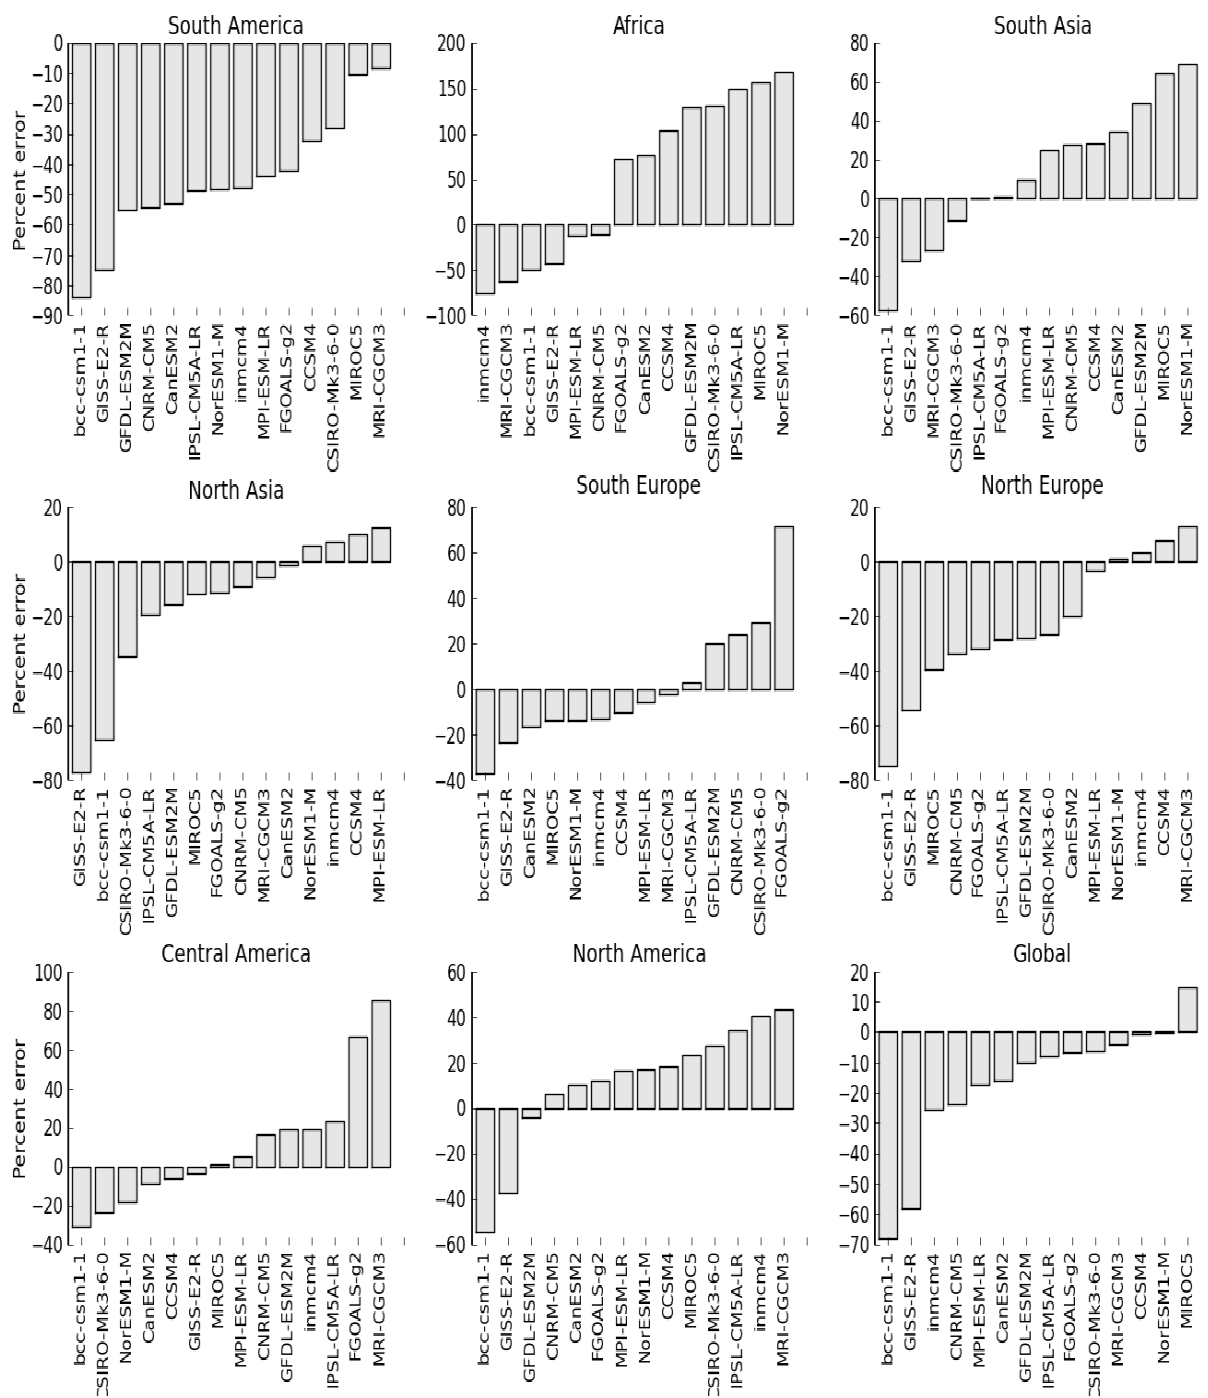 South America
Africa
South Asia
Percent error
0
−10
−20
−30
−40
−50
−60
−70
−80
−90
200
150
100
50
0
−50
−100
80
60
40
20
0
−20
−40
−60
bcc-csm1-1
GISS-E2-R
GFDL-ESM2M
CNRM-CM5
CanESM2
IPSL-CM5A-LR
NorESM1-M
inmcm4
MPI-ESM-LR
FGOALS-g2
CCSM4
CSIRO-Mk3-6-0
MIROC5
MRI-CGCM3
inmcm4
MRI-CGCM3
bcc-csm1-1
GISS-E2-R
MPI-ESM-LR
CNRM-CM5
FGOALS-g2
CanESM2
CCSM4
GFDL-ESM2M
CSIRO-Mk3-6-0
IPSL-CM5A-LR
MIROC5
NorESM1-M
bcc-csm1-1
GISS-E2-R
MRI-CGCM3
CSIRO-Mk3-6-0
IPSL-CM5A-LR
FGOALS-g2
inmcm4
MPI-ESM-LR
CNRM-CM5
CCSM4
CanESM2
GFDL-ESM2M
MIROC5
NorESM1-M
North Asia
South Europe
North Europe
Percent error
20
0
−20
−40
−60
−80
80
60
40
20
0
−20
−40
20
0
−20
−40
−60
−80
GISS-E2-R
bcc-csm1-1
CSIRO-Mk3-6-0
IPSL-CM5A-LR
GFDL-ESM2M
MIROC5
FGOALS-g2
CNRM-CM5
MRI-CGCM3
CanESM2
NorESM1-M
inmcm4
CCSM4
MPI-ESM-LR
bcc-csm1-1
GISS-E2-R
CanESM2
MIROC5
NorESM1-M
inmcm4
CCSM4
MPI-ESM-LR
MRI-CGCM3
IPSL-CM5A-LR
GFDL-ESM2M
CNRM-CM5
CSIRO-Mk3-6-0
FGOALS-g2
bcc-csm1-1
GISS-E2-R
MIROC5
CNRM-CM5
FGOALS-g2
IPSL-CM5A-LR
GFDL-ESM2M
CSIRO-Mk3-6-0
CanESM2
MPI-ESM-LR
NorESM1-M
inmcm4
CCSM4
MRI-CGCM3
Central America
North America
Global
Percent error
100
80
60
40
20
0
−20
−40
60
40
20
0
−20
−40
−60
20
10
0
−10
−20
−30
−40
−50
−60
−70
bcc-csm1-1
CSIRO-Mk3-6-0
NorESM1-M
CanESM2
CCSM4
GISS-E2-R
MIROC5
MPI-ESM-LR
CNRM-CM5
GFDL-ESM2M
inmcm4
IPSL-CM5A-LR
FGOALS-g2
MRI-CGCM3
bcc-csm1-1
GISS-E2-R
GFDL-ESM2M
CNRM-CM5
CanESM2
FGOALS-g2
MPI-ESM-LR
NorESM1-M
CCSM4
MIROC5
CSIRO-Mk3-6-0
IPSL-CM5A-LR
inmcm4
MRI-CGCM3
bcc-csm1-1
GISS-E2-R
inmcm4
CNRM-CM5
MPI-ESM-LR
CanESM2
GFDL-ESM2M
IPSL-CM5A-LR
FGOALS-g2
CSIRO-Mk3-6-0
MRI-CGCM3
CCSM4
NorESM1-M
MIROC5